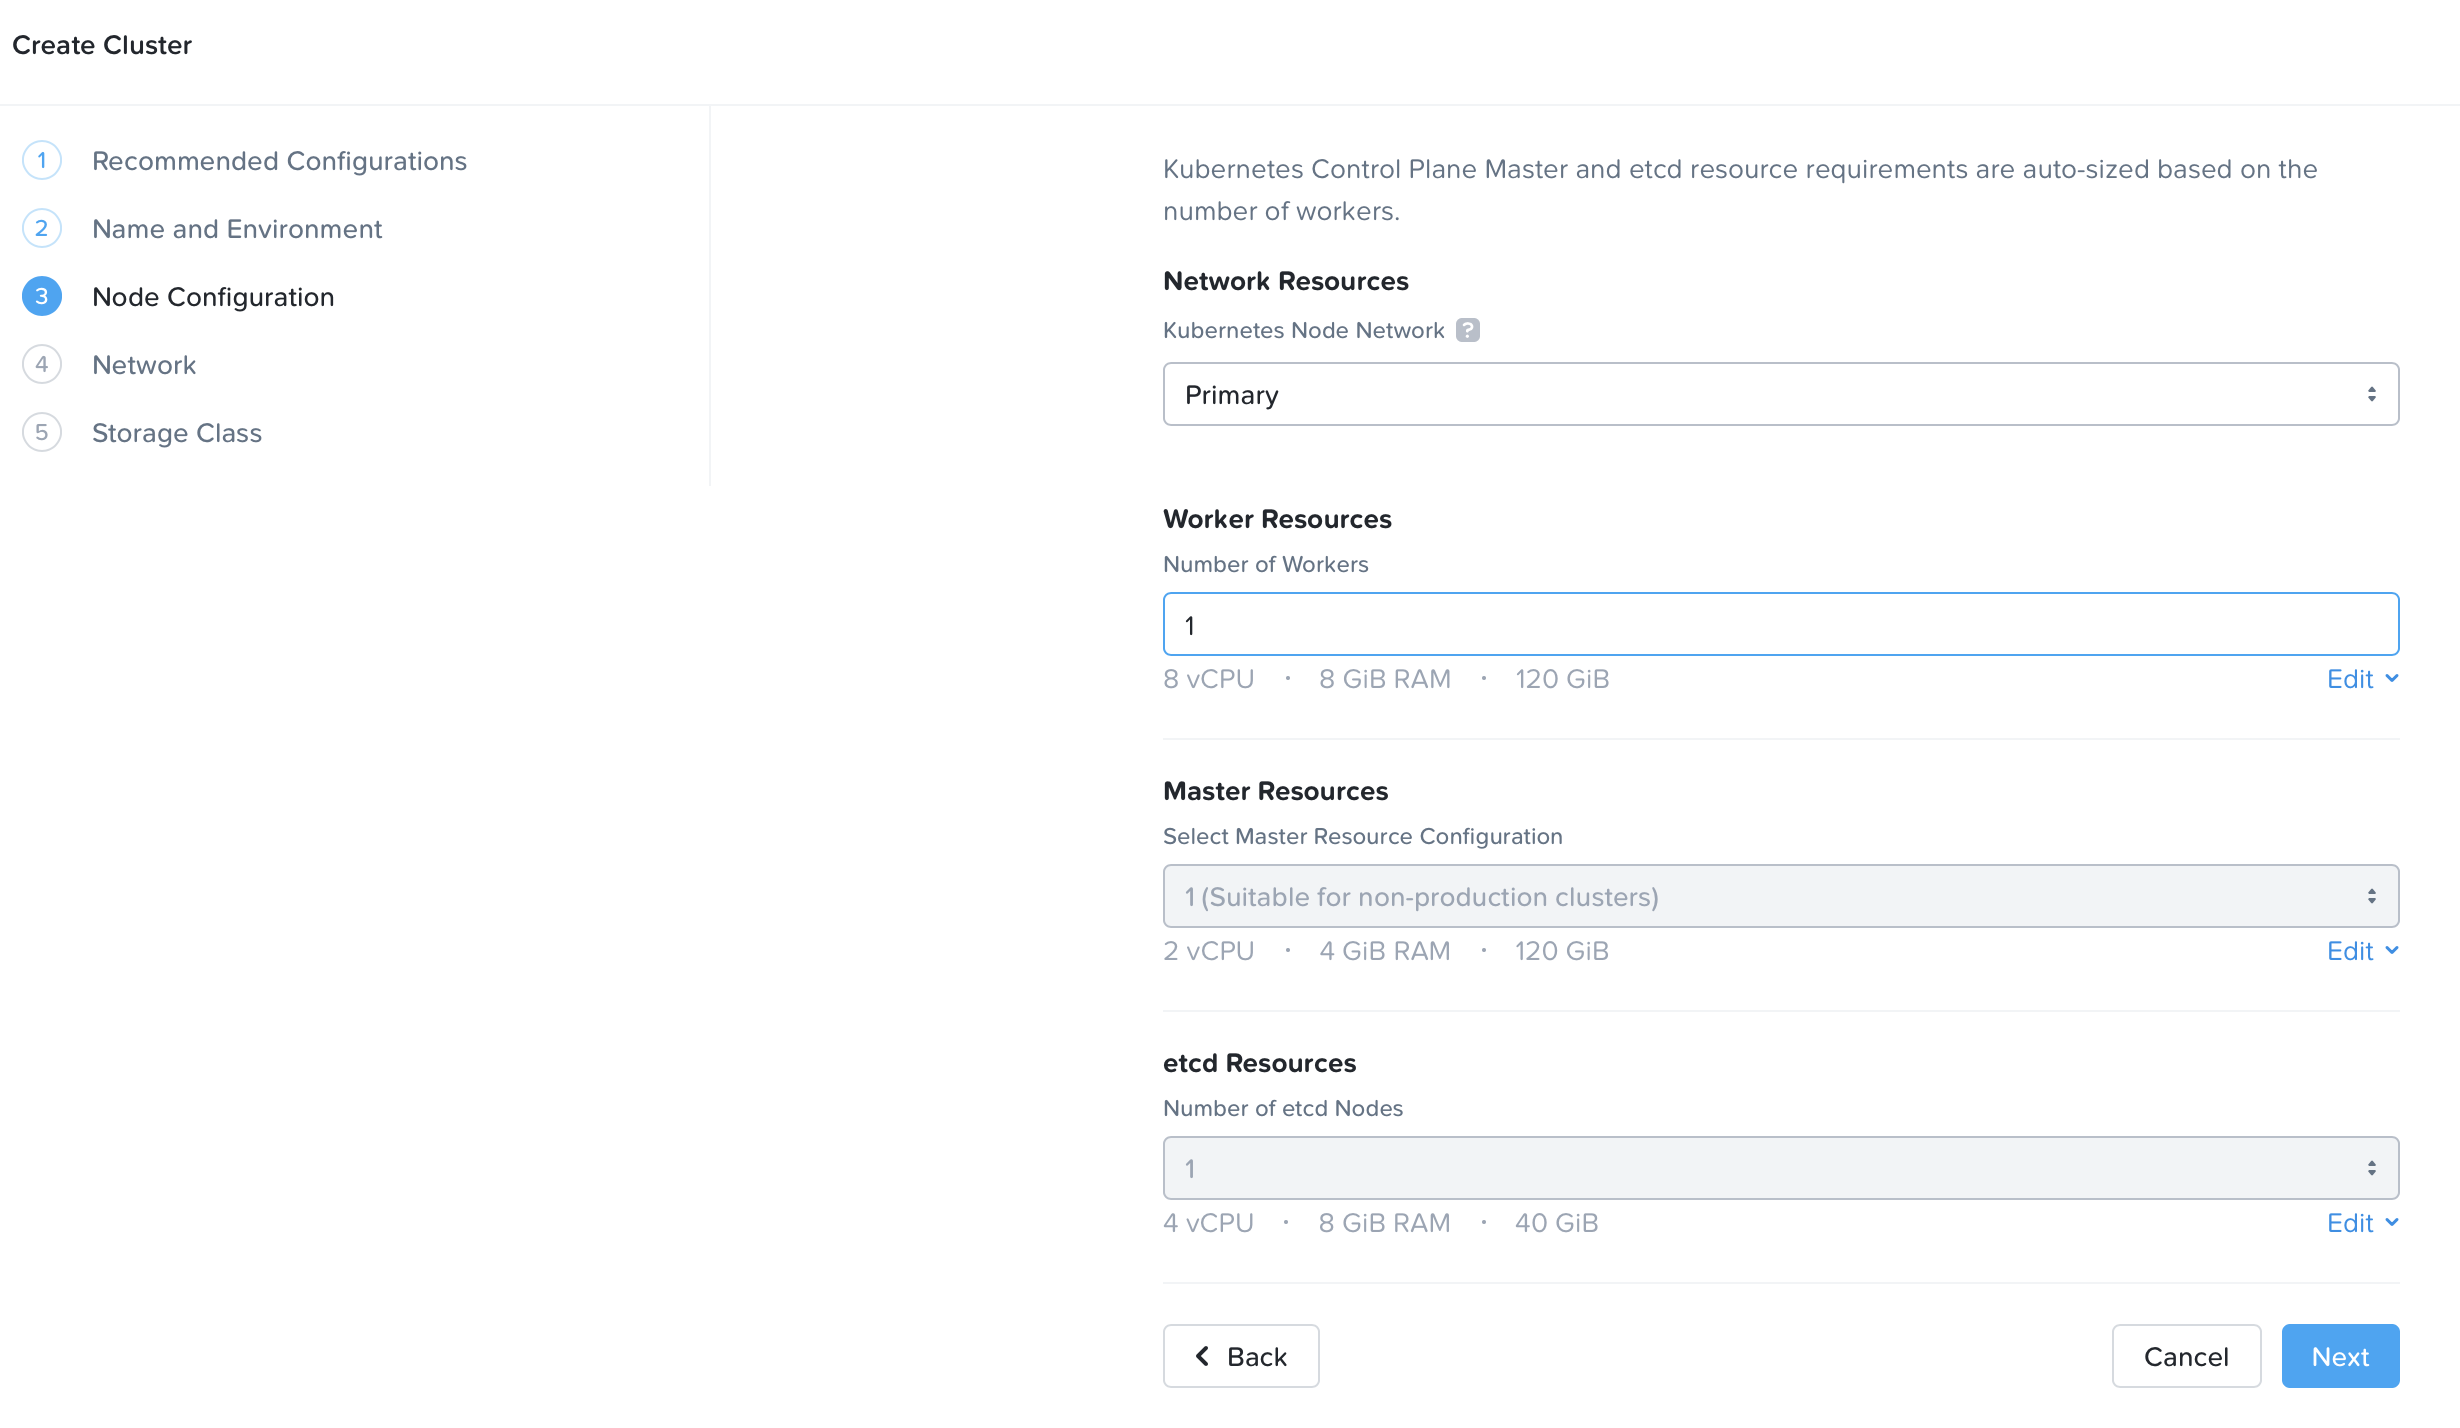 Create Cluster
1 Recommended Configurations
2 Name and Environment
3 Node Configuration
4 Network
5 Storage Class
Kubernetes Control Plane Master and etcd resource requirements are auto-sized based on the
number of workers.
Network Resources
Kubernetes Node Network ?
Primary
Worker Resources
Number of Workers
1
8 vCPU · 8 GiB RAM · 120 GiB Edit
Master Resources
Select Master Resource Configuration
1 (Suitable for non-production clusters)
2 vCPU · 4 GiB RAM · 120 GiB Edit
etcd Resources
Number of etcd Nodes
1
4 vCPU · 8 GiB RAM · 40 GiB Edit
Back Cancel Next